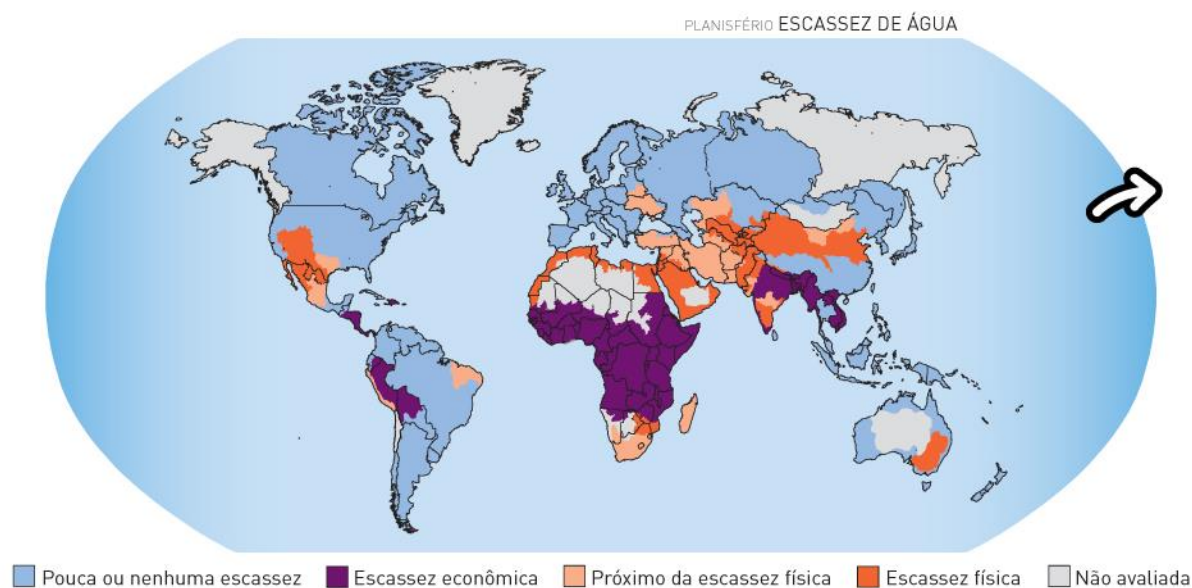 PLANISFÉRIO ESCASSEZ DE ÁGUA
Pouca ou nenhuma escassez Escassez econômica Próximo da escassez física Escassez física Não avaliada